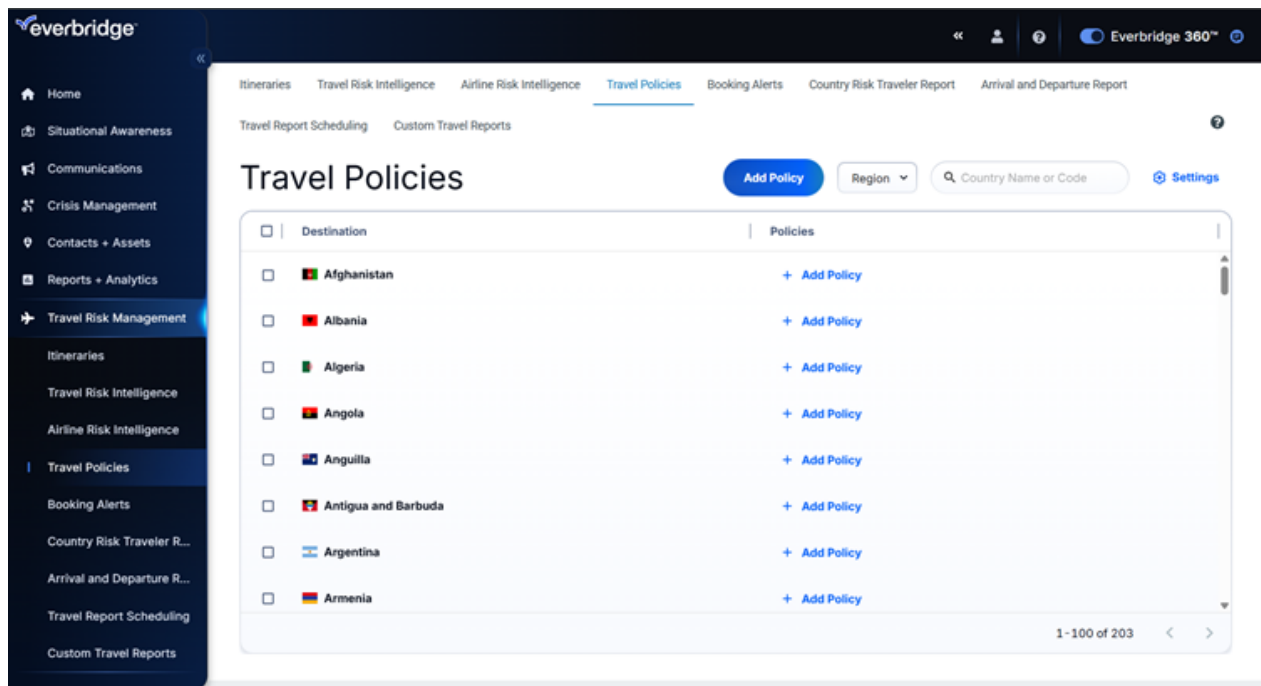 everbridge
Everbridge 360™
Home
Situational Awareness
Communications
Crisis Management
Contacts + Assets
Reports + Analytics
Travel Risk Management
Itineraries
Travel Risk Intelligence
Airline Risk Intelligence
Travel Policies
Booking Alerts
Country Risk Traveler R...
Arrival and Departure R...
Travel Report Scheduling
Custom Travel Reports
Itineraries Travel Risk Intelligence Airline Risk Intelligence Travel Policies Booking Alerts Country Risk Traveler Report Arrival and Departure Report
Travel Report Scheduling Custom Travel Reports
Travel Policies
Add Policy Region Country Name or Code Settings
Destination Policies
Afghanistan + Add Policy
Albania + Add Policy
Algeria + Add Policy
Angola + Add Policy
Anguilla + Add Policy
Antigua and Barbuda + Add Policy
Argentina + Add Policy
Armenia + Add Policy
1-100 of 203